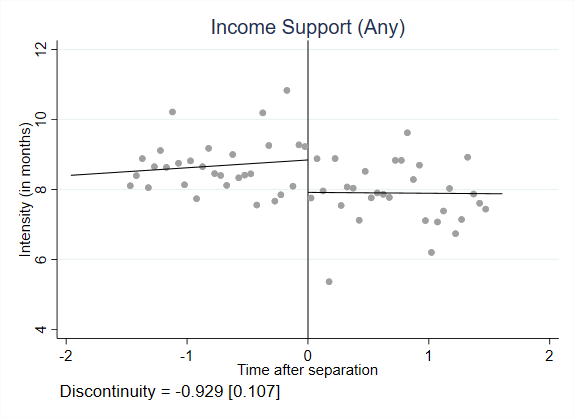 Income Support (Any)
Intensity (in months)
12
10
8
6
4
-2 -1 0 1 2
Time after separation
Discontinuity = -0.929 [0.107]